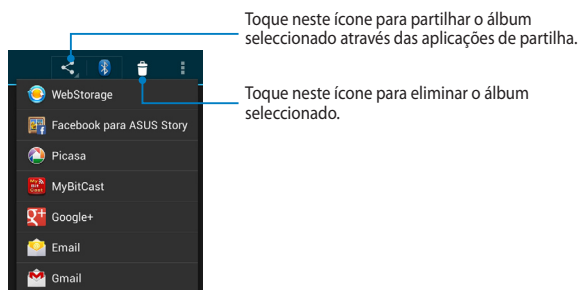 Toque neste ícone para partilhar o álbum
seleccionado através das aplicações de partilha.
WebStorage
Toque neste ícone para eliminar o álbum
seleccionado.
Facebook para ASUS Story
Picasa
MyBitCast
Google+
Email
Gmail